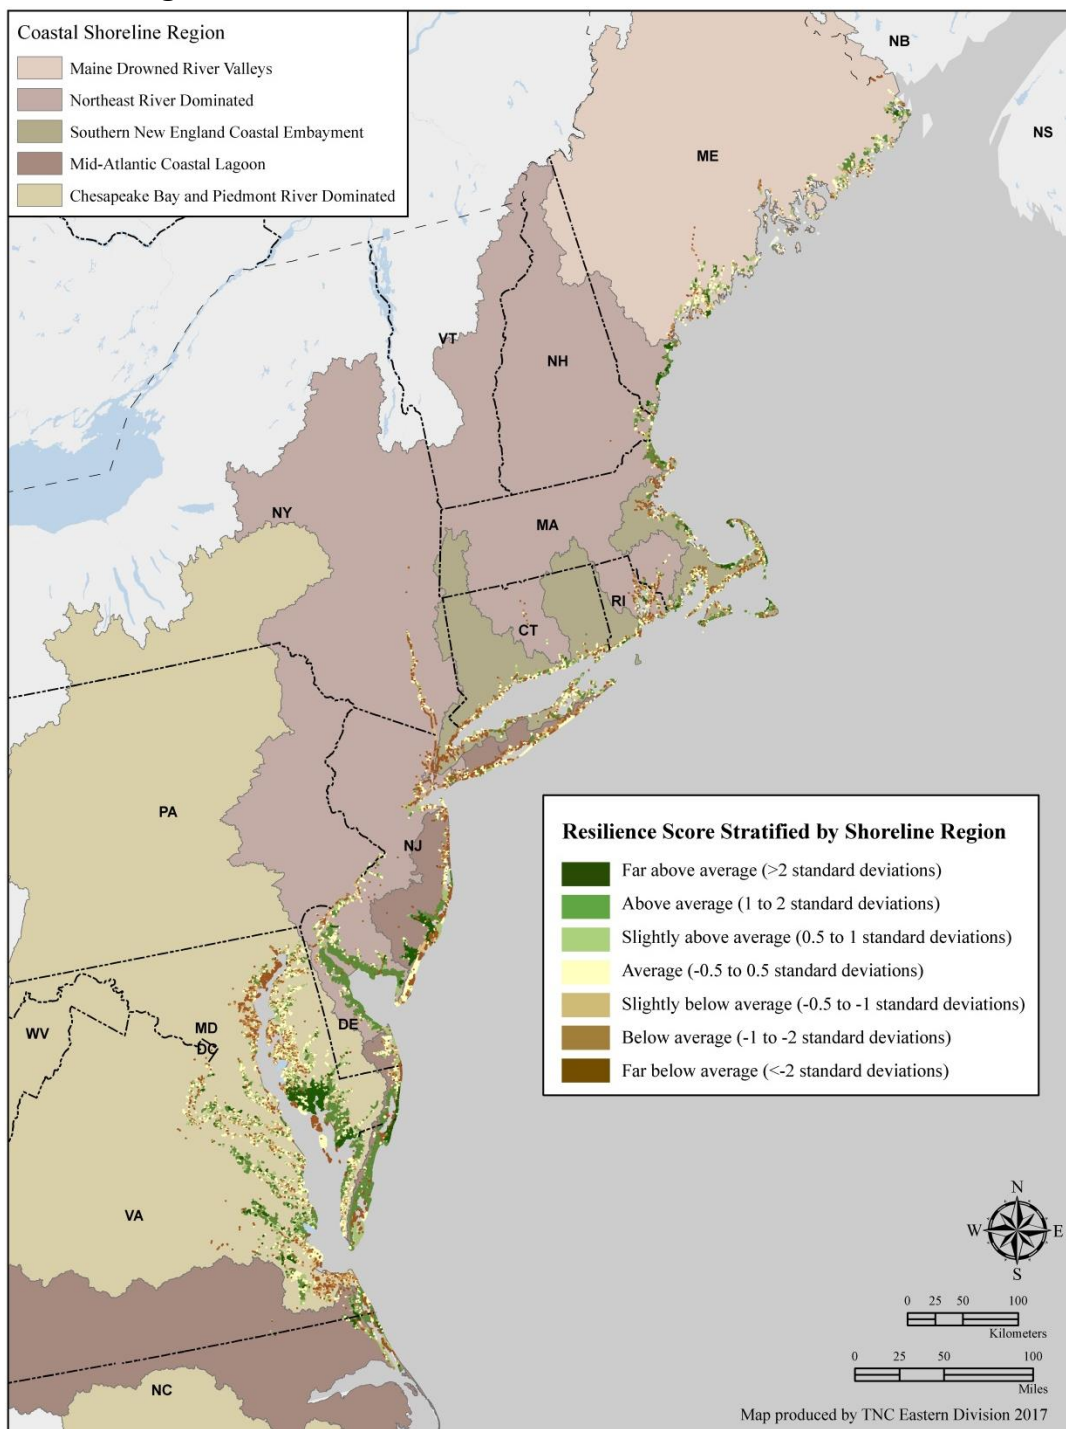 Coastal Shoreline Region
Maine Drowned River Valleys
Northeast River Dominated
Southern New England Coastal Embayment
Mid-Atlantic Coastal Lagoon
Chesapeake Bay and Piedmont River Dominated
NB
NS
ME
VT
NH
NY
MA
RI
CT
PA
NJ
Resilience Score Stratified by Shoreline Region
Far above average (>2 standard deviations)
Above average (1 to 2 standard deviations)
Slightly above average (0.5 to 1 standard deviations)
Average (-0.5 to 0.5 standard deviations)
Slightly below average (-0.5 to -1 standard deviations)
Below average (-1 to -2 standard deviations)
Far below average (<-2 standard deviations)
WV
MD
DC
DE
VA
NC
N
W E
S
0 25 50 100
Kilometers
0 25 50 100
Miles
Map produced by TNC Eastern Division 2017